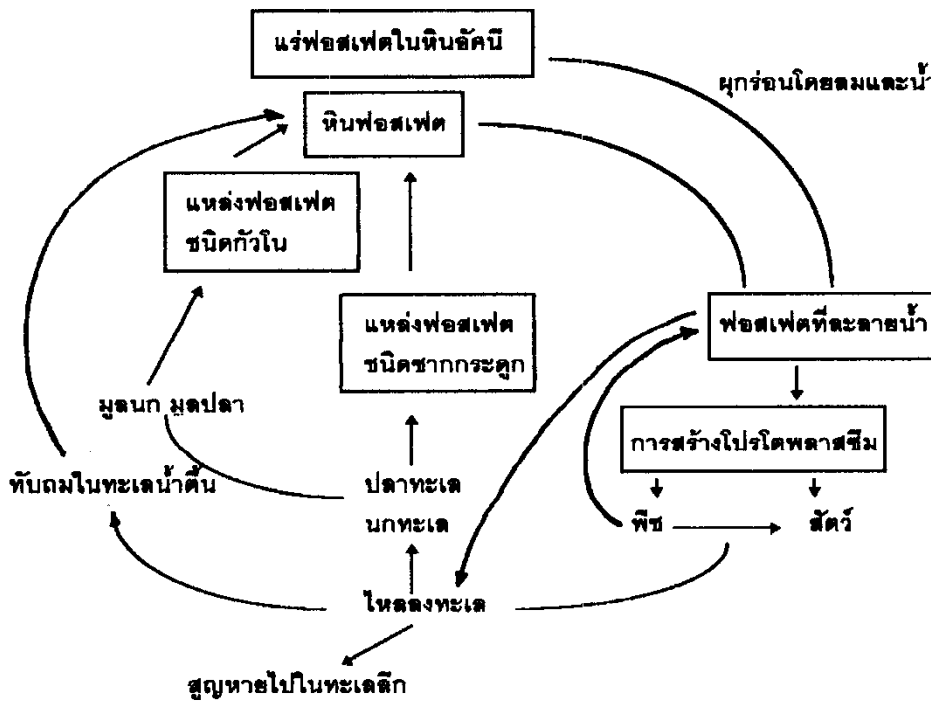 แร่ฟอสเฟตในหินอัคนี
ผุกร่อนโดยลมและน้ำ
หินฟอสเฟต
แหล่งฟอสเฟต
ชนิดกัวโน
แหล่งฟอสเฟต
ชนิดซากกระดูก
ฟอสเฟตที่ละลายน้ำ
มูลนก มูลปลา
การสร้างโปรโตพลาสซึม
ทับถมในทะเลน้ำตื้น
ปลาทะเล
นกทะเล
พืช
สัตว์
ไหลลงทะเล
สูญหายไปในทะเลลึก